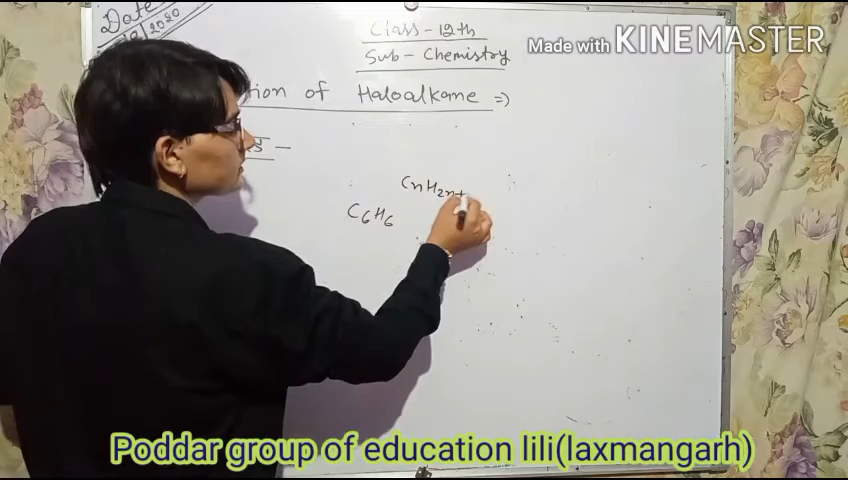 Date
2020
Class - 12th
Sub - Chemistry
Made with KINEMASTER
tion of Haloalkane =>
CnH2n+
C6H6
Poddar group of education lili(laxmangarh)